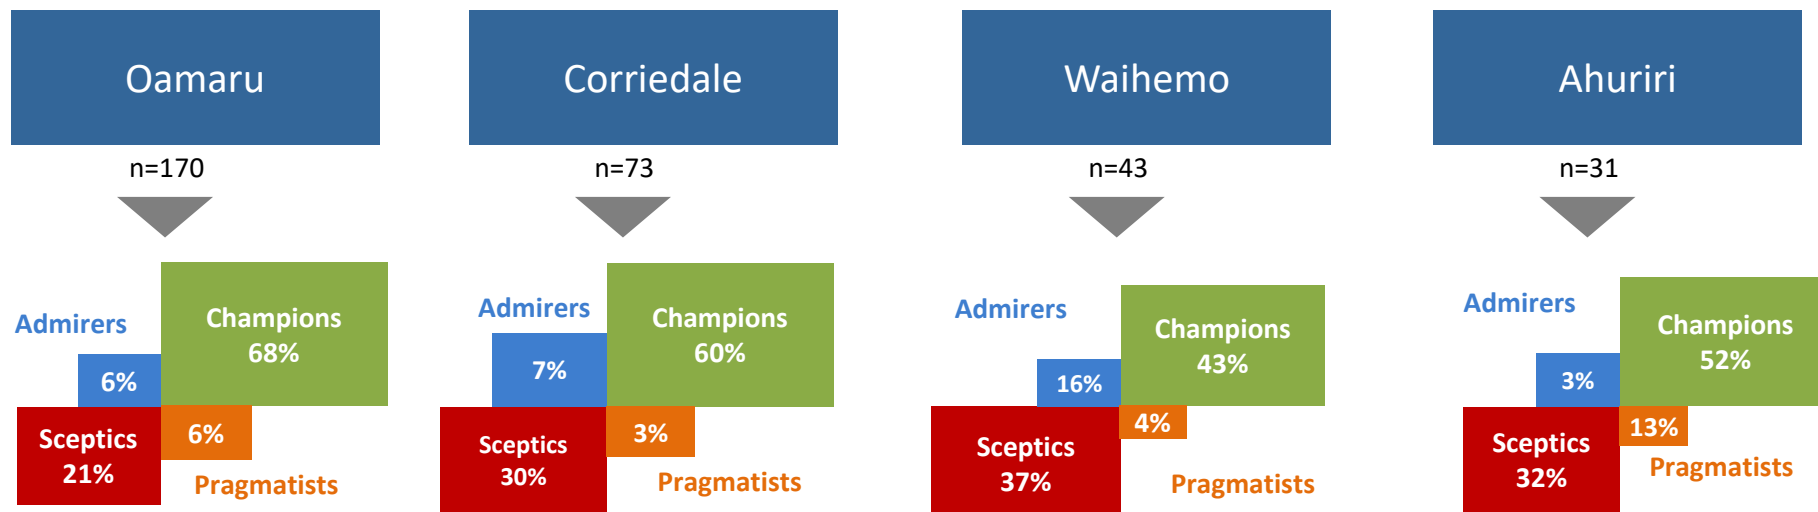 Oamaru
n=170
Admirers
Champions
68%
6%
Sceptics
21%
6%
Pragmatists
Corriedale
n=73
Admirers
Champions
60%
7%
Sceptics
30%
3%
Pragmatists
Waihemo
n=43
Admirers
Champions
43%
16%
Sceptics
37%
4%
Pragmatists
Ahuriri
n=31
Admirers
Champions
52%
3%
Sceptics
32%
13%
Pragmatists